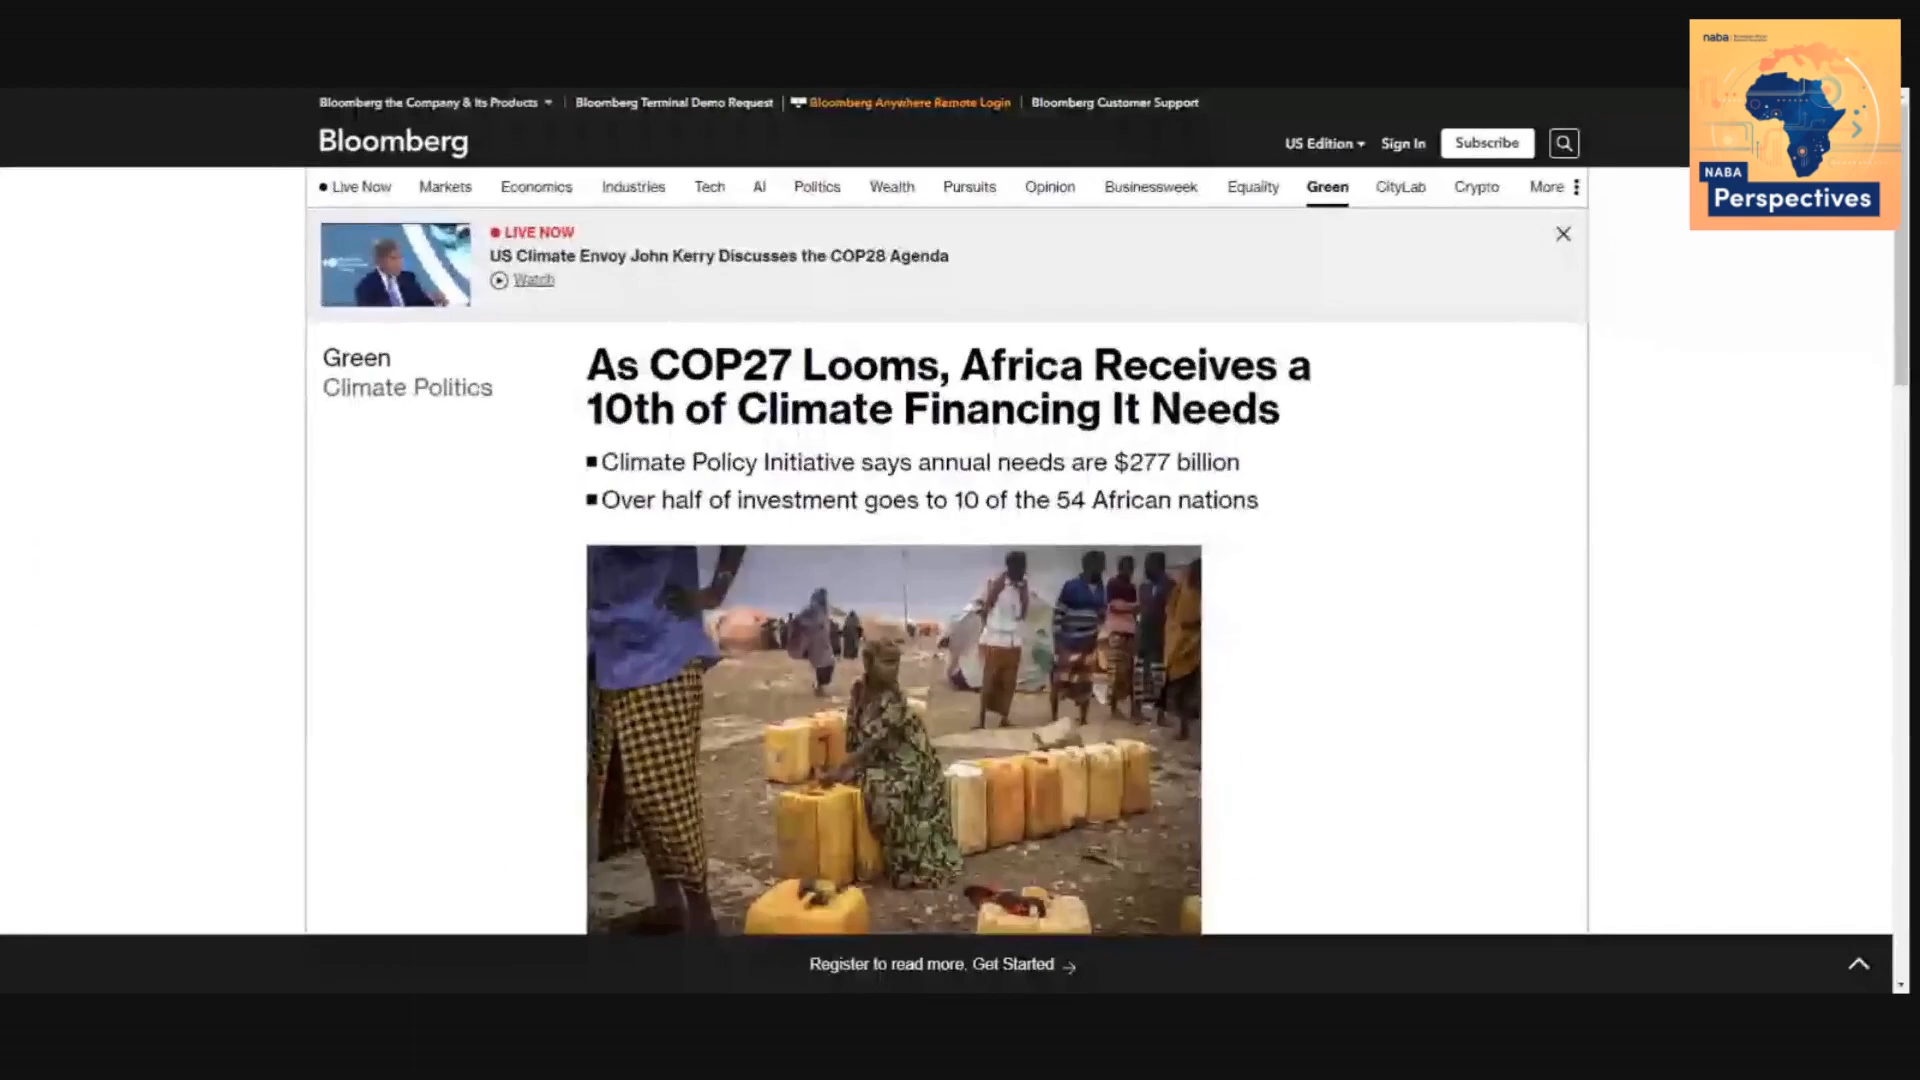 naba
Bloomberg the Company & Its Products
Bloomberg Terminal Demo Request
Bloomberg Anywhere Remote Login
Bloomberg Customer Support
Bloomberg
US Edition
Sign In
Subscribe
Live Now
Markets
Economics
Industries
Tech
AI
Politics
Wealth
Pursuits
Opinion
Businessweek
Equality
Green
CityLab
Crypto
More
NABA
Perspectives
LIVE NOW
US Climate Envoy John Kerry Discusses the COP28 Agenda
Watch
Green
Climate Politics
As COP27 Looms, Africa Receives a
10th of Climate Financing It Needs
Climate Policy Initiative says annual needs are $277 billion
Over half of investment goes to 10 of the 54 African nations
Register to read more. Get Started